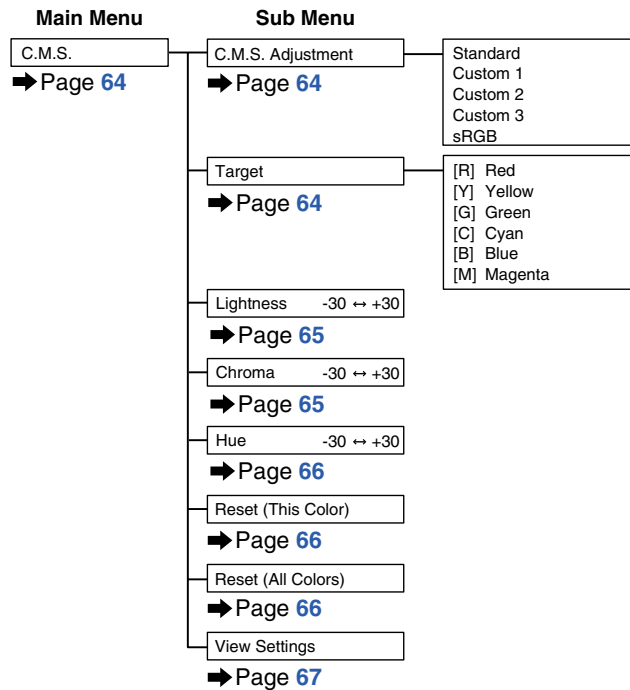 Main Menu
Sub Menu
C.M.S.
➡ Page 64
C.M.S. Adjustment
➡ Page 64
Standard
Custom 1
Custom 2
Custom 3
sRGB
Target
➡ Page 64
[R] Red
[Y] Yellow
[G] Green
[C] Cyan
[B] Blue
[M] Magenta
Lightness -30 ↔ +30
➡ Page 65
Chroma -30 ↔ +30
➡ Page 65
Hue -30 ↔ +30
➡ Page 66
Reset (This Color)
➡ Page 66
Reset (All Colors)
➡ Page 66
View Settings
➡ Page 67